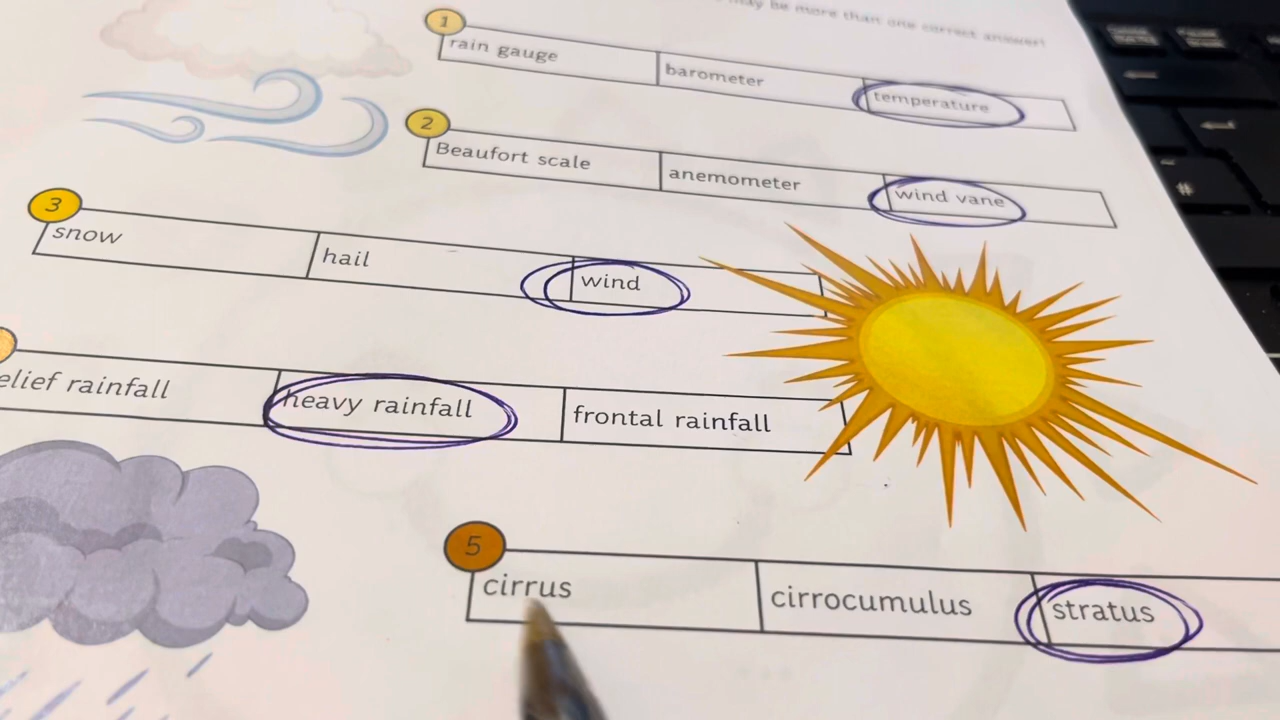 may be more than one correct answer!
1
rain gauge barometer temperature
2
Beaufort scale anemometer wind vane
3
snow hail wind
elief rainfall heavy rainfall frontal rainfall
5
cirrus cirrocumulus stratus
#